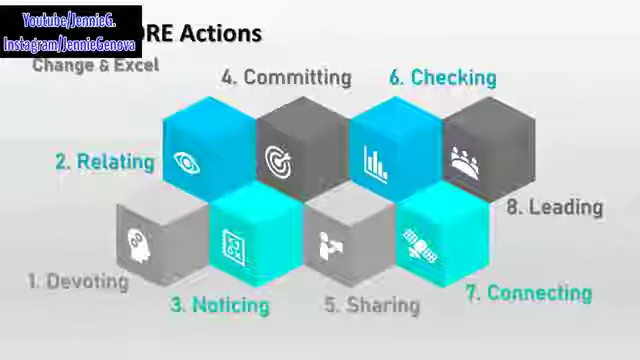 Youtube/JennieG.
Instagram/JennieGenova
Actions
Change & Excel
4. Committing
6. Checking
2. Relating
8. Leading
1. Devoting
3. Noticing
5. Sharing
7. Connecting